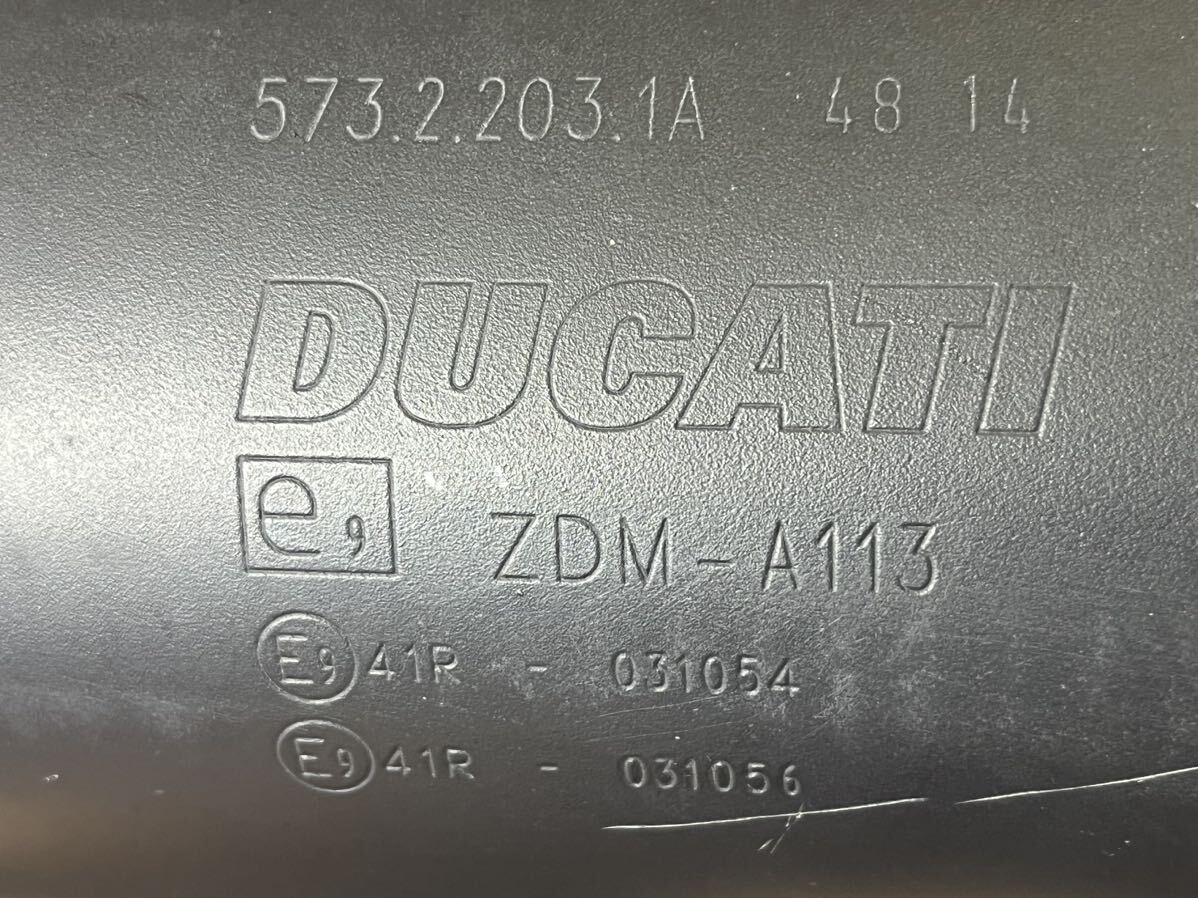 573.2.203.1A 48 14
DUCATI
e9 ZDM-A113
E9 41R - 031054
E9 41R - 031056